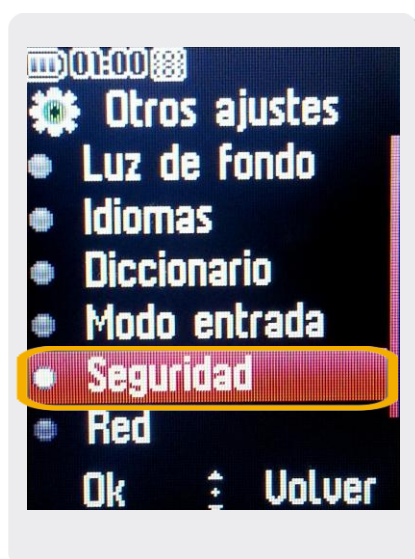 01:00
Otros ajustes
Luz de fondo
Idiomas
Diccionario
Modo entrada
Seguridad
Red
Ok Volver